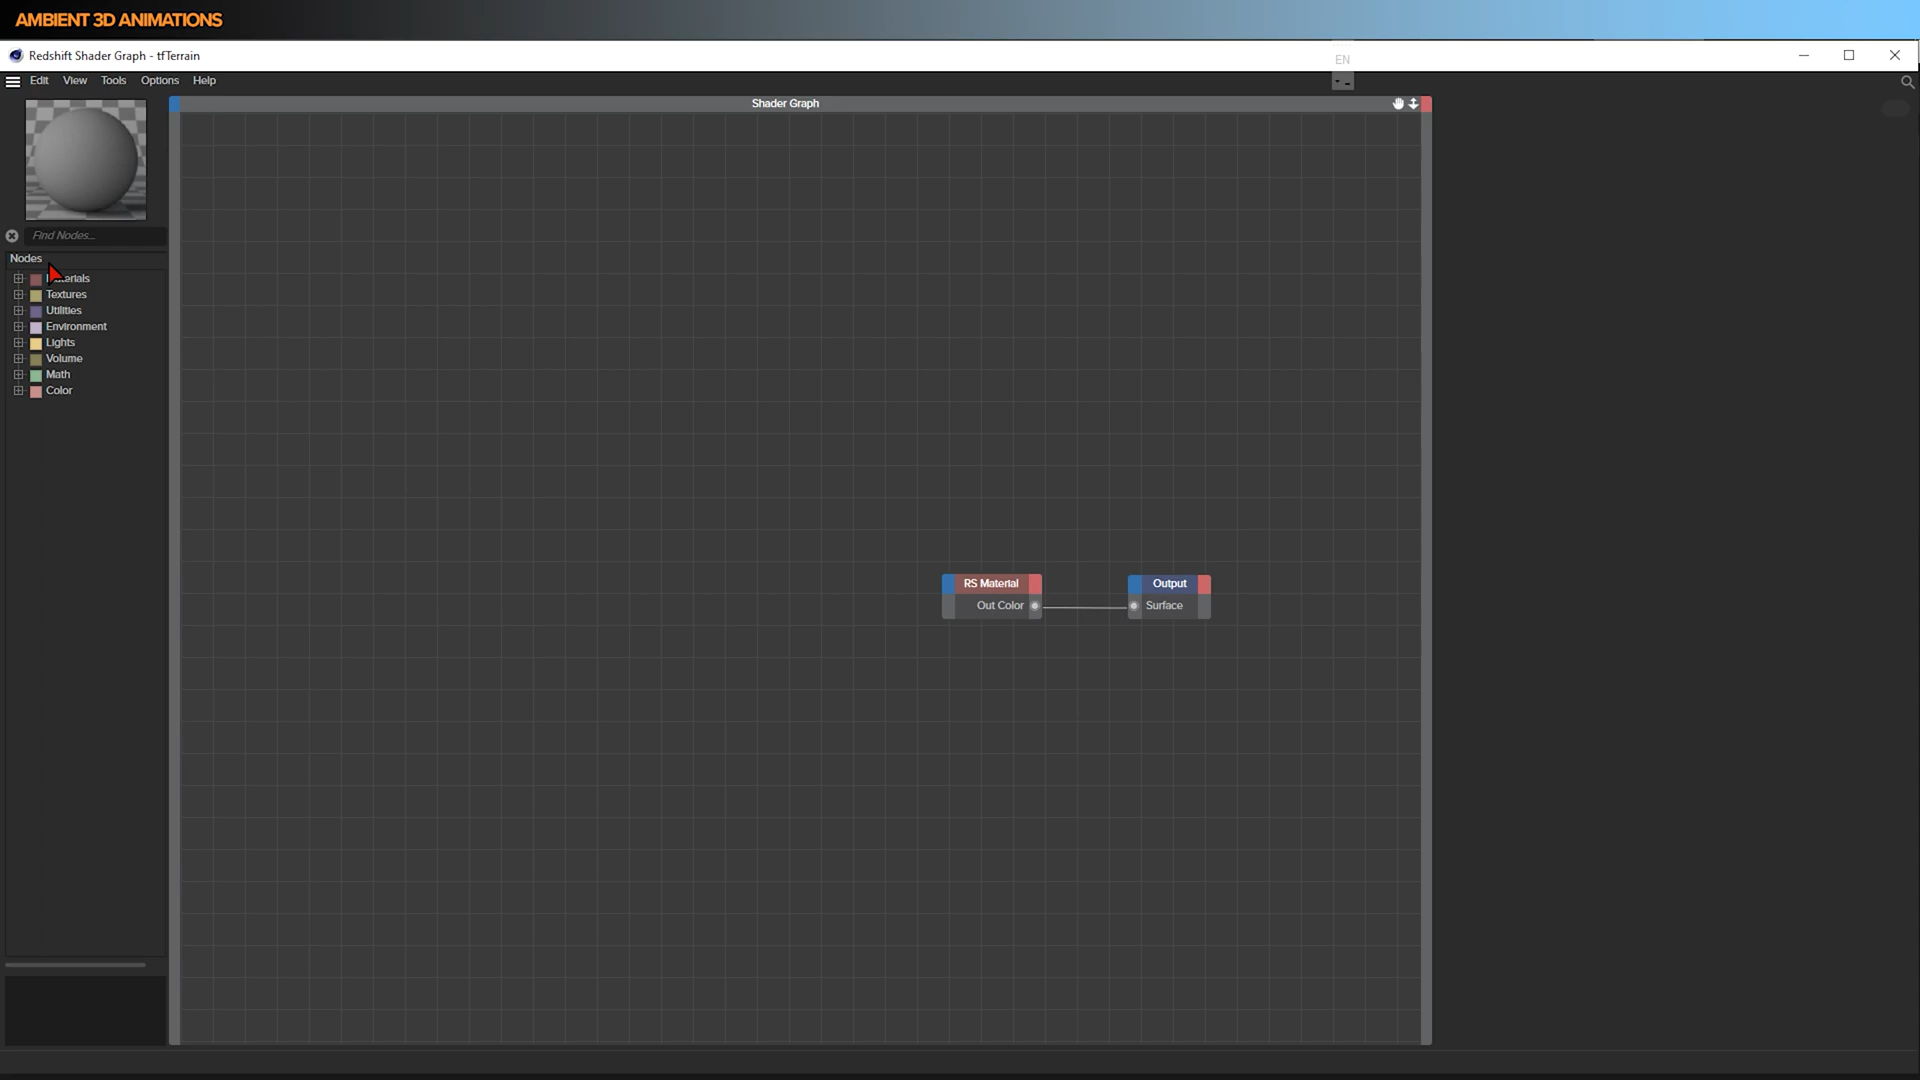 AMBIENT 3D ANIMATIONS
Redshift Shader Graph - tfTerrain
EN
Edit View Tools Options Help
Shader Graph
Find Nodes...
Nodes
Textures
Utilities
Environment
Lights
Volume
Math
Color
RS Material
Out Color
Output
Surface